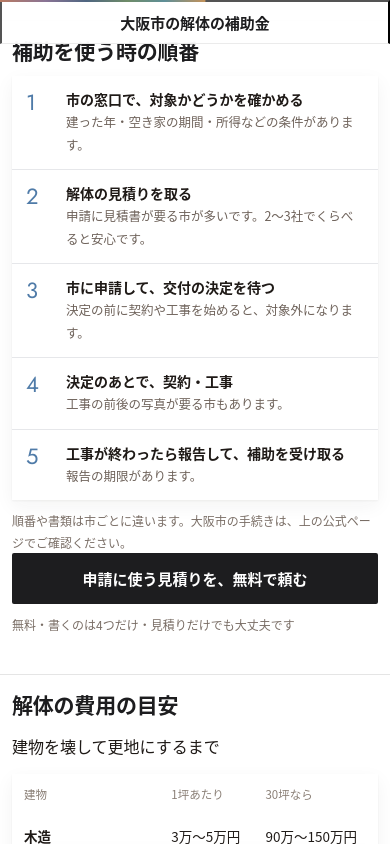 大阪市の解体の補助金
補助を使う時の順番
1
市の窓口で、対象かどうかを確かめる
建った年・空き家の期間・所得などの条件がありま
す。
2
解体の見積りを取る
申請に見積書が要る市が多いです。2〜3社でくらべ
ると安心です。
3
市に申請して、交付の決定を待つ
決定の前に契約や工事を始めると、対象外になりま
す。
4
決定のあとで、契約・工事
工事の前後の写真が要る市もあります。
5
工事が終わったら報告して、補助を受け取る
報告の期限があります。
順番や書類は市ごとに違います。大阪市の手続きは、上の公式ペー
ジでご確認ください。
申請に使う見積りを、無料で頼む
無料・書くのは4つだけ・見積りだけでも大丈夫です
解体の費用の目安
建物を壊して更地にするまで
建物 1坪あたり 30坪なら
木造 3万〜5万円 90万〜150万円